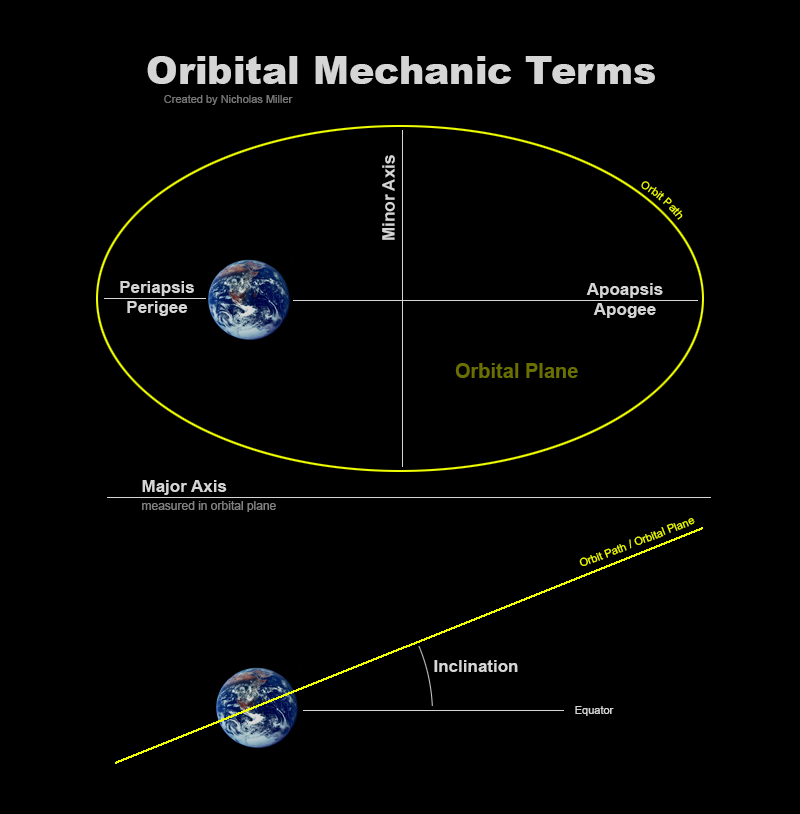 Oribital Mechanic Terms
Created by Nicholas Miller
Minor Axis
Orbit Path
Periapsis
Perigee
Apoapsis
Apogee
Orbital Plane
Major Axis
measured in orbital plane
Orbit Path / Orbital Plane
Inclination
Equator